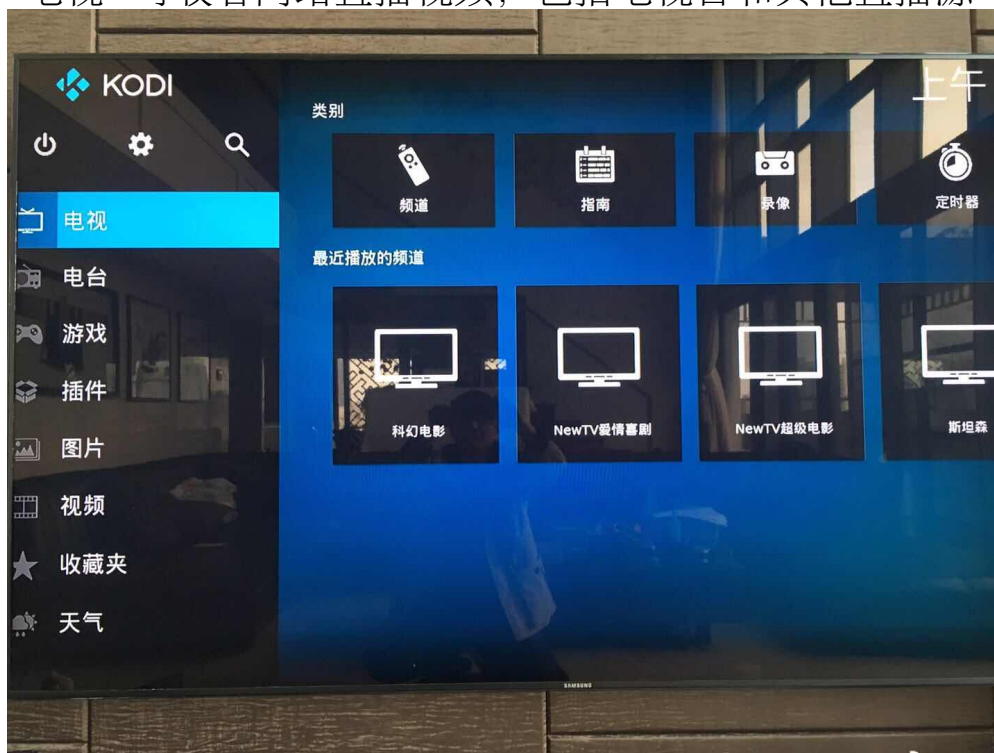 KODI
上午
类别
频道
指南
录像
定时器
电视
最近播放的频道
电台
游戏
插件
图片
视频
收藏夹
天气
科幻电影
NewTV爱情喜剧
NewTV超级电影
斯坦森
SAMSUNG